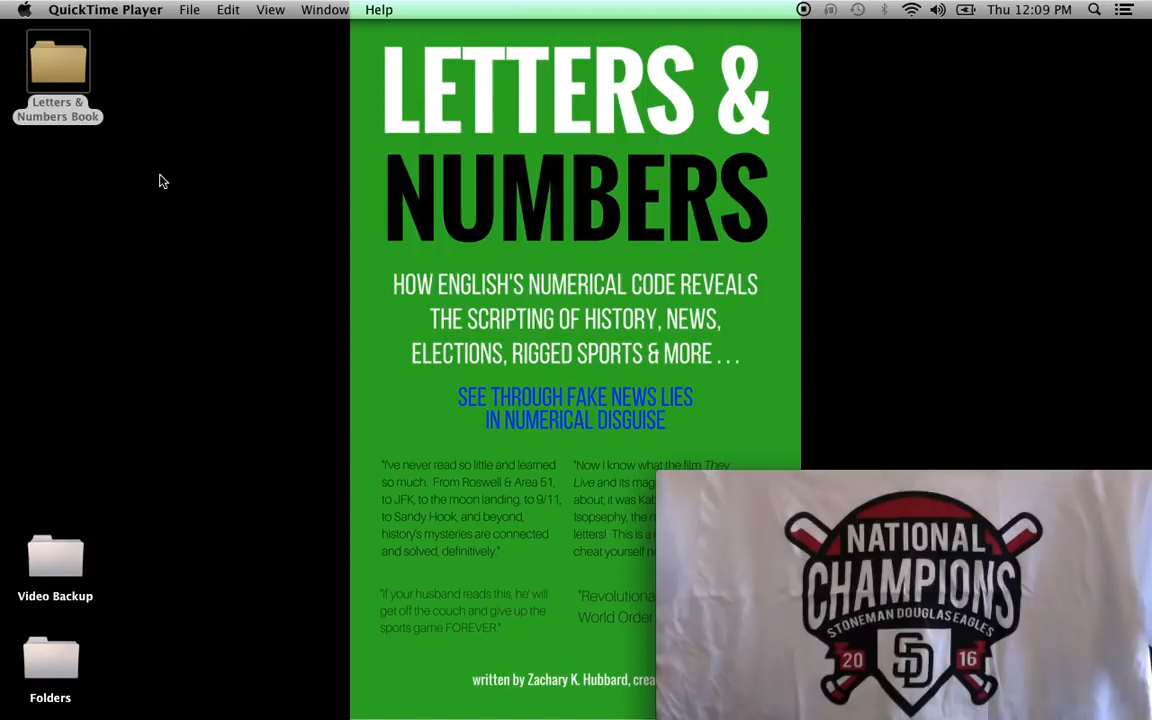 QuickTime Player File Edit View Window Help Thu 12:09 PM
Letters &
Numbers Book
LETTERS &
NUMBERS
HOW ENGLISH'S NUMERICAL CODE REVEALS
THE SCRIPTING OF HISTORY, NEWS,
ELECTIONS, RIGGED SPORTS & MORE . . .
SEE THROUGH FAKE NEWS LIES
IN NUMERICAL DISGUISE
"I've never read so little and learned
so much. From Roswell & Area 51,
to JFK, to the moon landing, to 9/11,
to Sandy Hook, and beyond,
history's mysteries are connected
and solved, definitively."
"Now I know what the film They
Live and its mag
about; it was Kab
Isopsephy, the n
letters! This is a
cheat yourself n
"if your husband reads this, he' will
get off the couch and give up the
sports game FOREVER."
"Revolutiona
World Order
written by Zachary K. Hubbard, crea
NATIONAL
CHAMPIONS
STONEMAN DOUGLAS EAGLES
20 SD 16
Video Backup
Folders